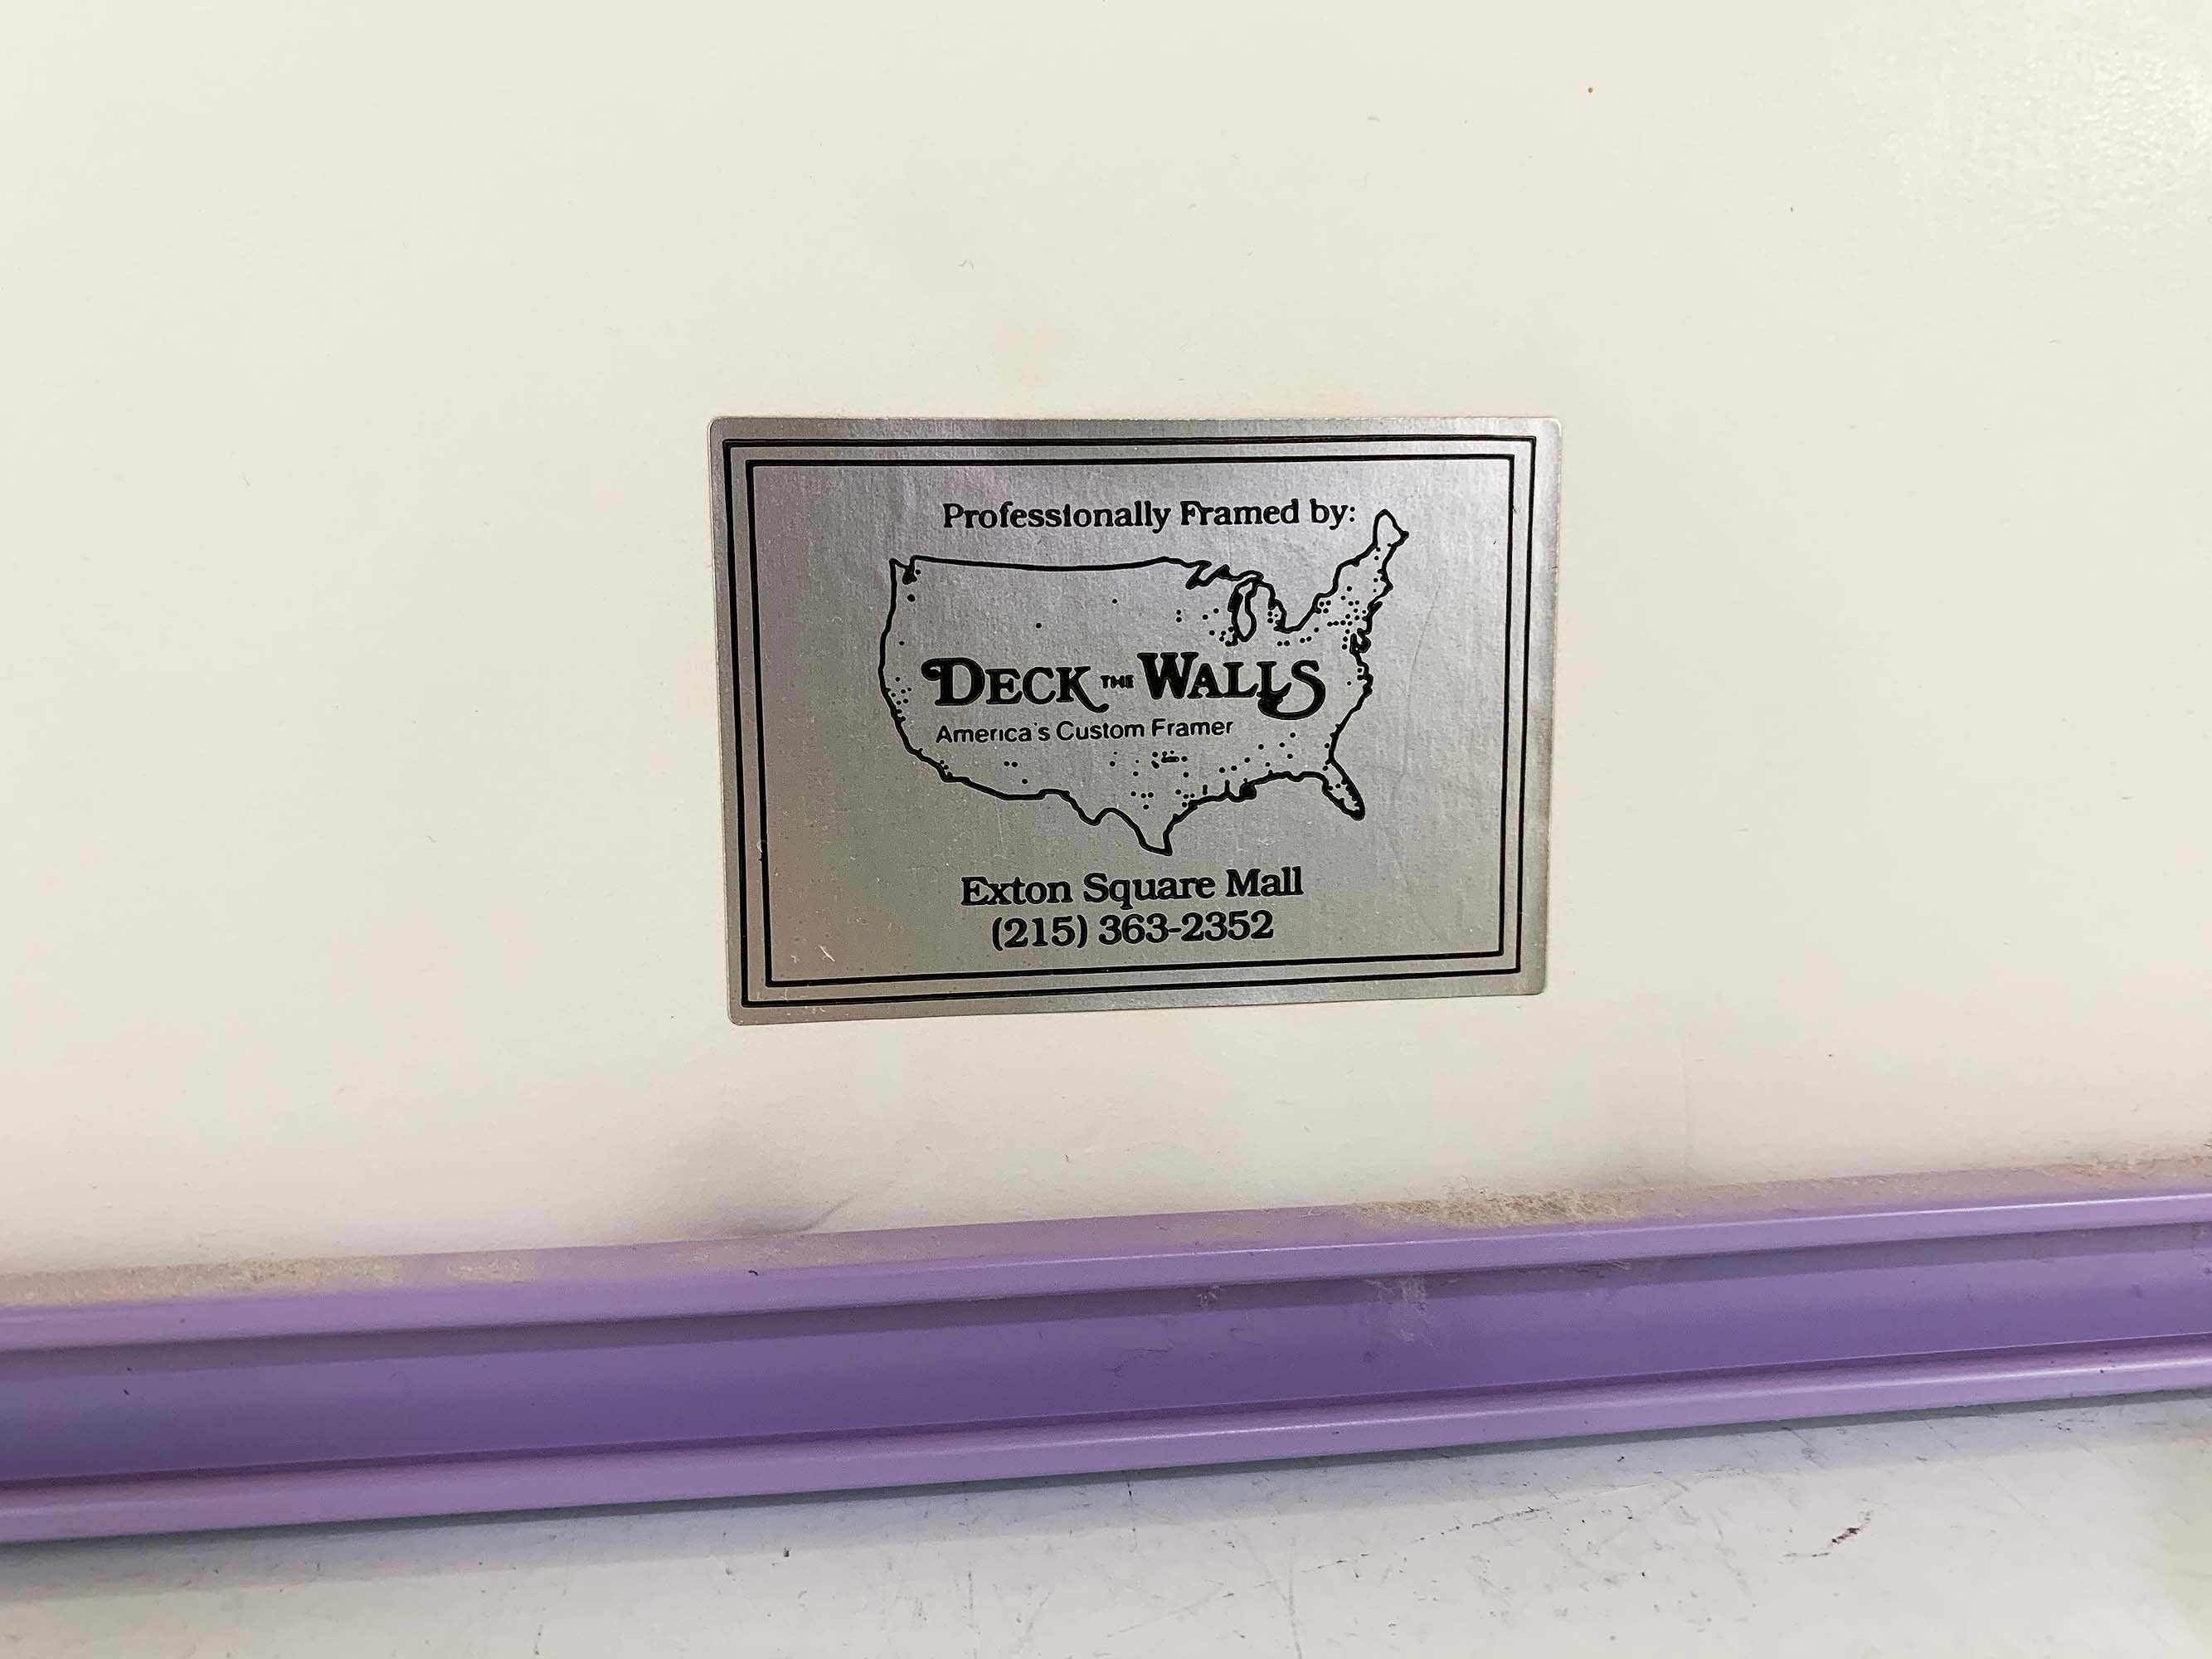 Professionally Framed by:
DECK THE WALLS
America's Custom Framer
Exton Square Mall
(215) 363-2352